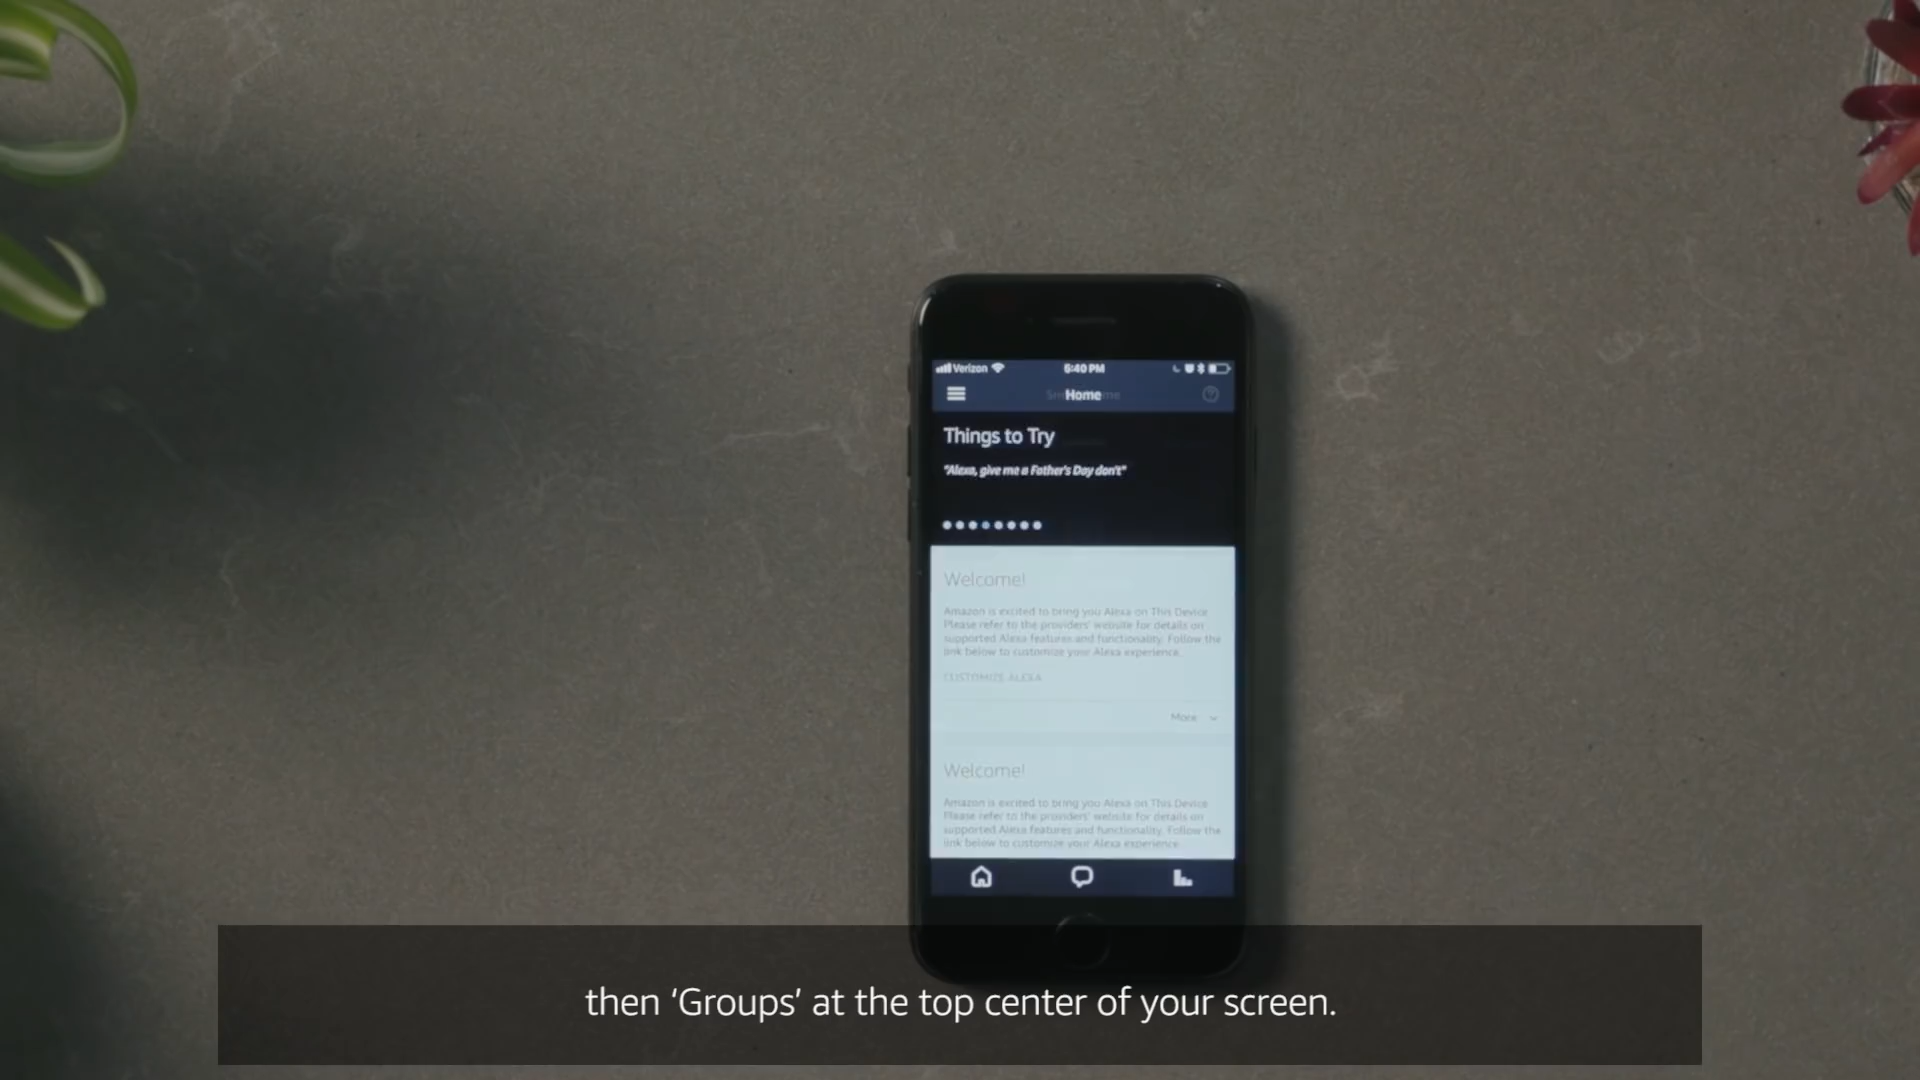 Verizon 6:40 PM
Home
Things to Try
"Alexa, give me a Father's Day don't"
Welcome!
Amazon is excited to bring you Alexa on This Device
Please refer to the providers' website for details on
supported Alexa features and functionality. Follow the
link below to customize your Alexa experience.
CUSTOMIZE ALEXA
More
Welcome!
Amazon is excited to bring you Alexa on This Device
Please refer to the providers' website for details on
supported Alexa features and functionality. Follow the
link below to customize your Alexa experience.
then ‘Groups’ at the top center of your screen.